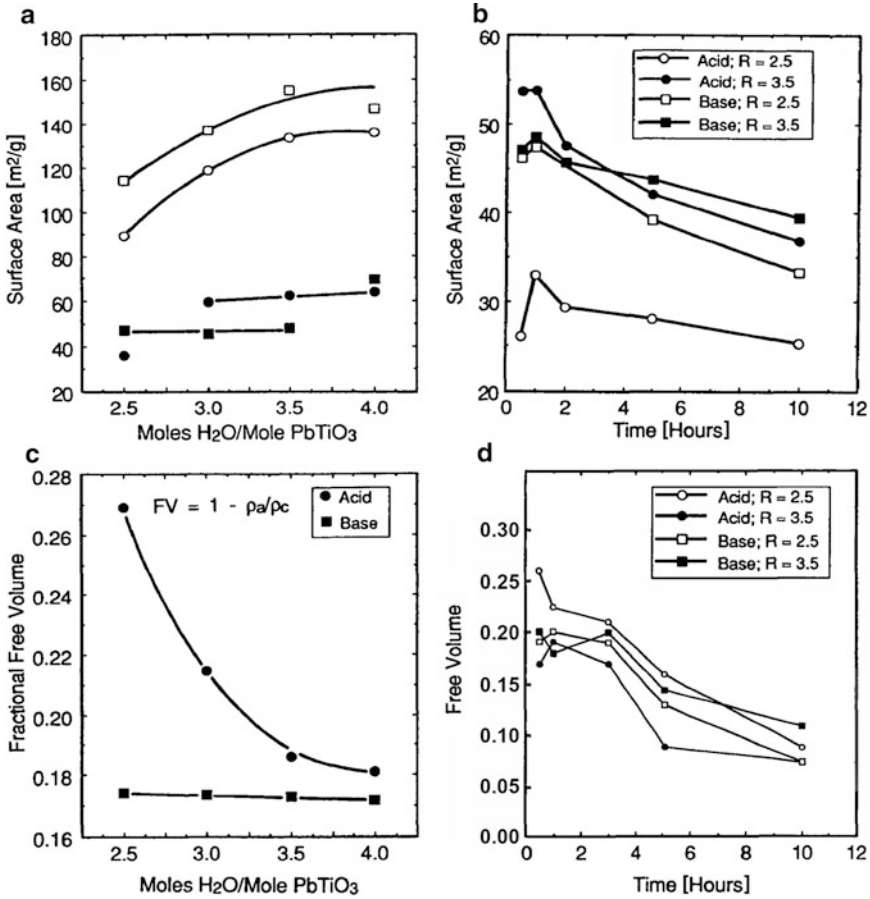 a
180
160
140
120
100
80
60
40
20
Surface Area [m2/g]
2.5 3.0 3.5 4.0
Moles H2O/Mole PbTiO3
b
60
50
40
30
20
Surface Area [m2/g]
Acid; R = 2.5
Acid; R = 3.5
Base; R = 2.5
Base; R = 3.5
0 2 4 6 8 10 12
Time [Hours]
c
0.28
0.26
0.24
0.22
0.20
0.18
0.16
Fractional Free Volume
FV = 1 - ρa/ρc
Acid
Base
2.5 3.0 3.5 4.0
Moles H2O/Mole PbTiO3
d
0.30
0.25
0.20
0.15
0.10
0.05
0.00
Free Volume
Acid; R = 2.5
Acid; R = 3.5
Base; R = 2.5
Base; R = 3.5
0 2 4 6 8 10 12
Time [Hours]